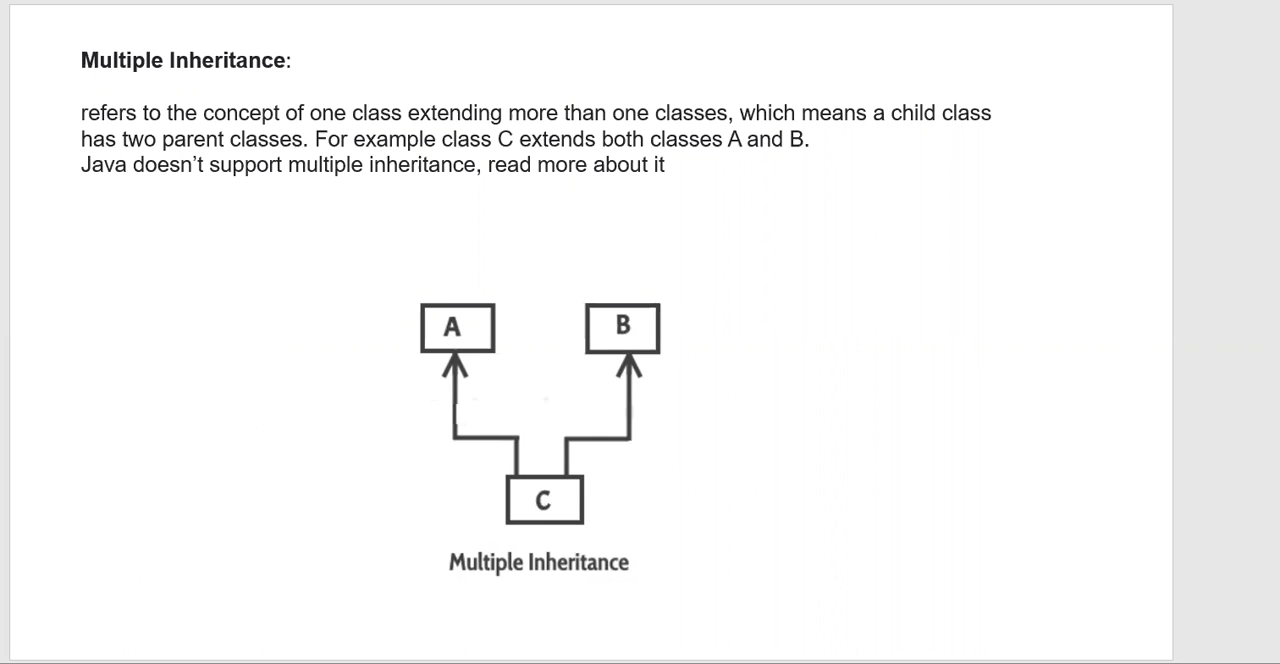 Multiple Inheritance:
refers to the concept of one class extending more than one classes, which means a child class
has two parent classes. For example class C extends both classes A and B.
Java doesn’t support multiple inheritance, read more about it
A
B
C
Multiple Inheritance